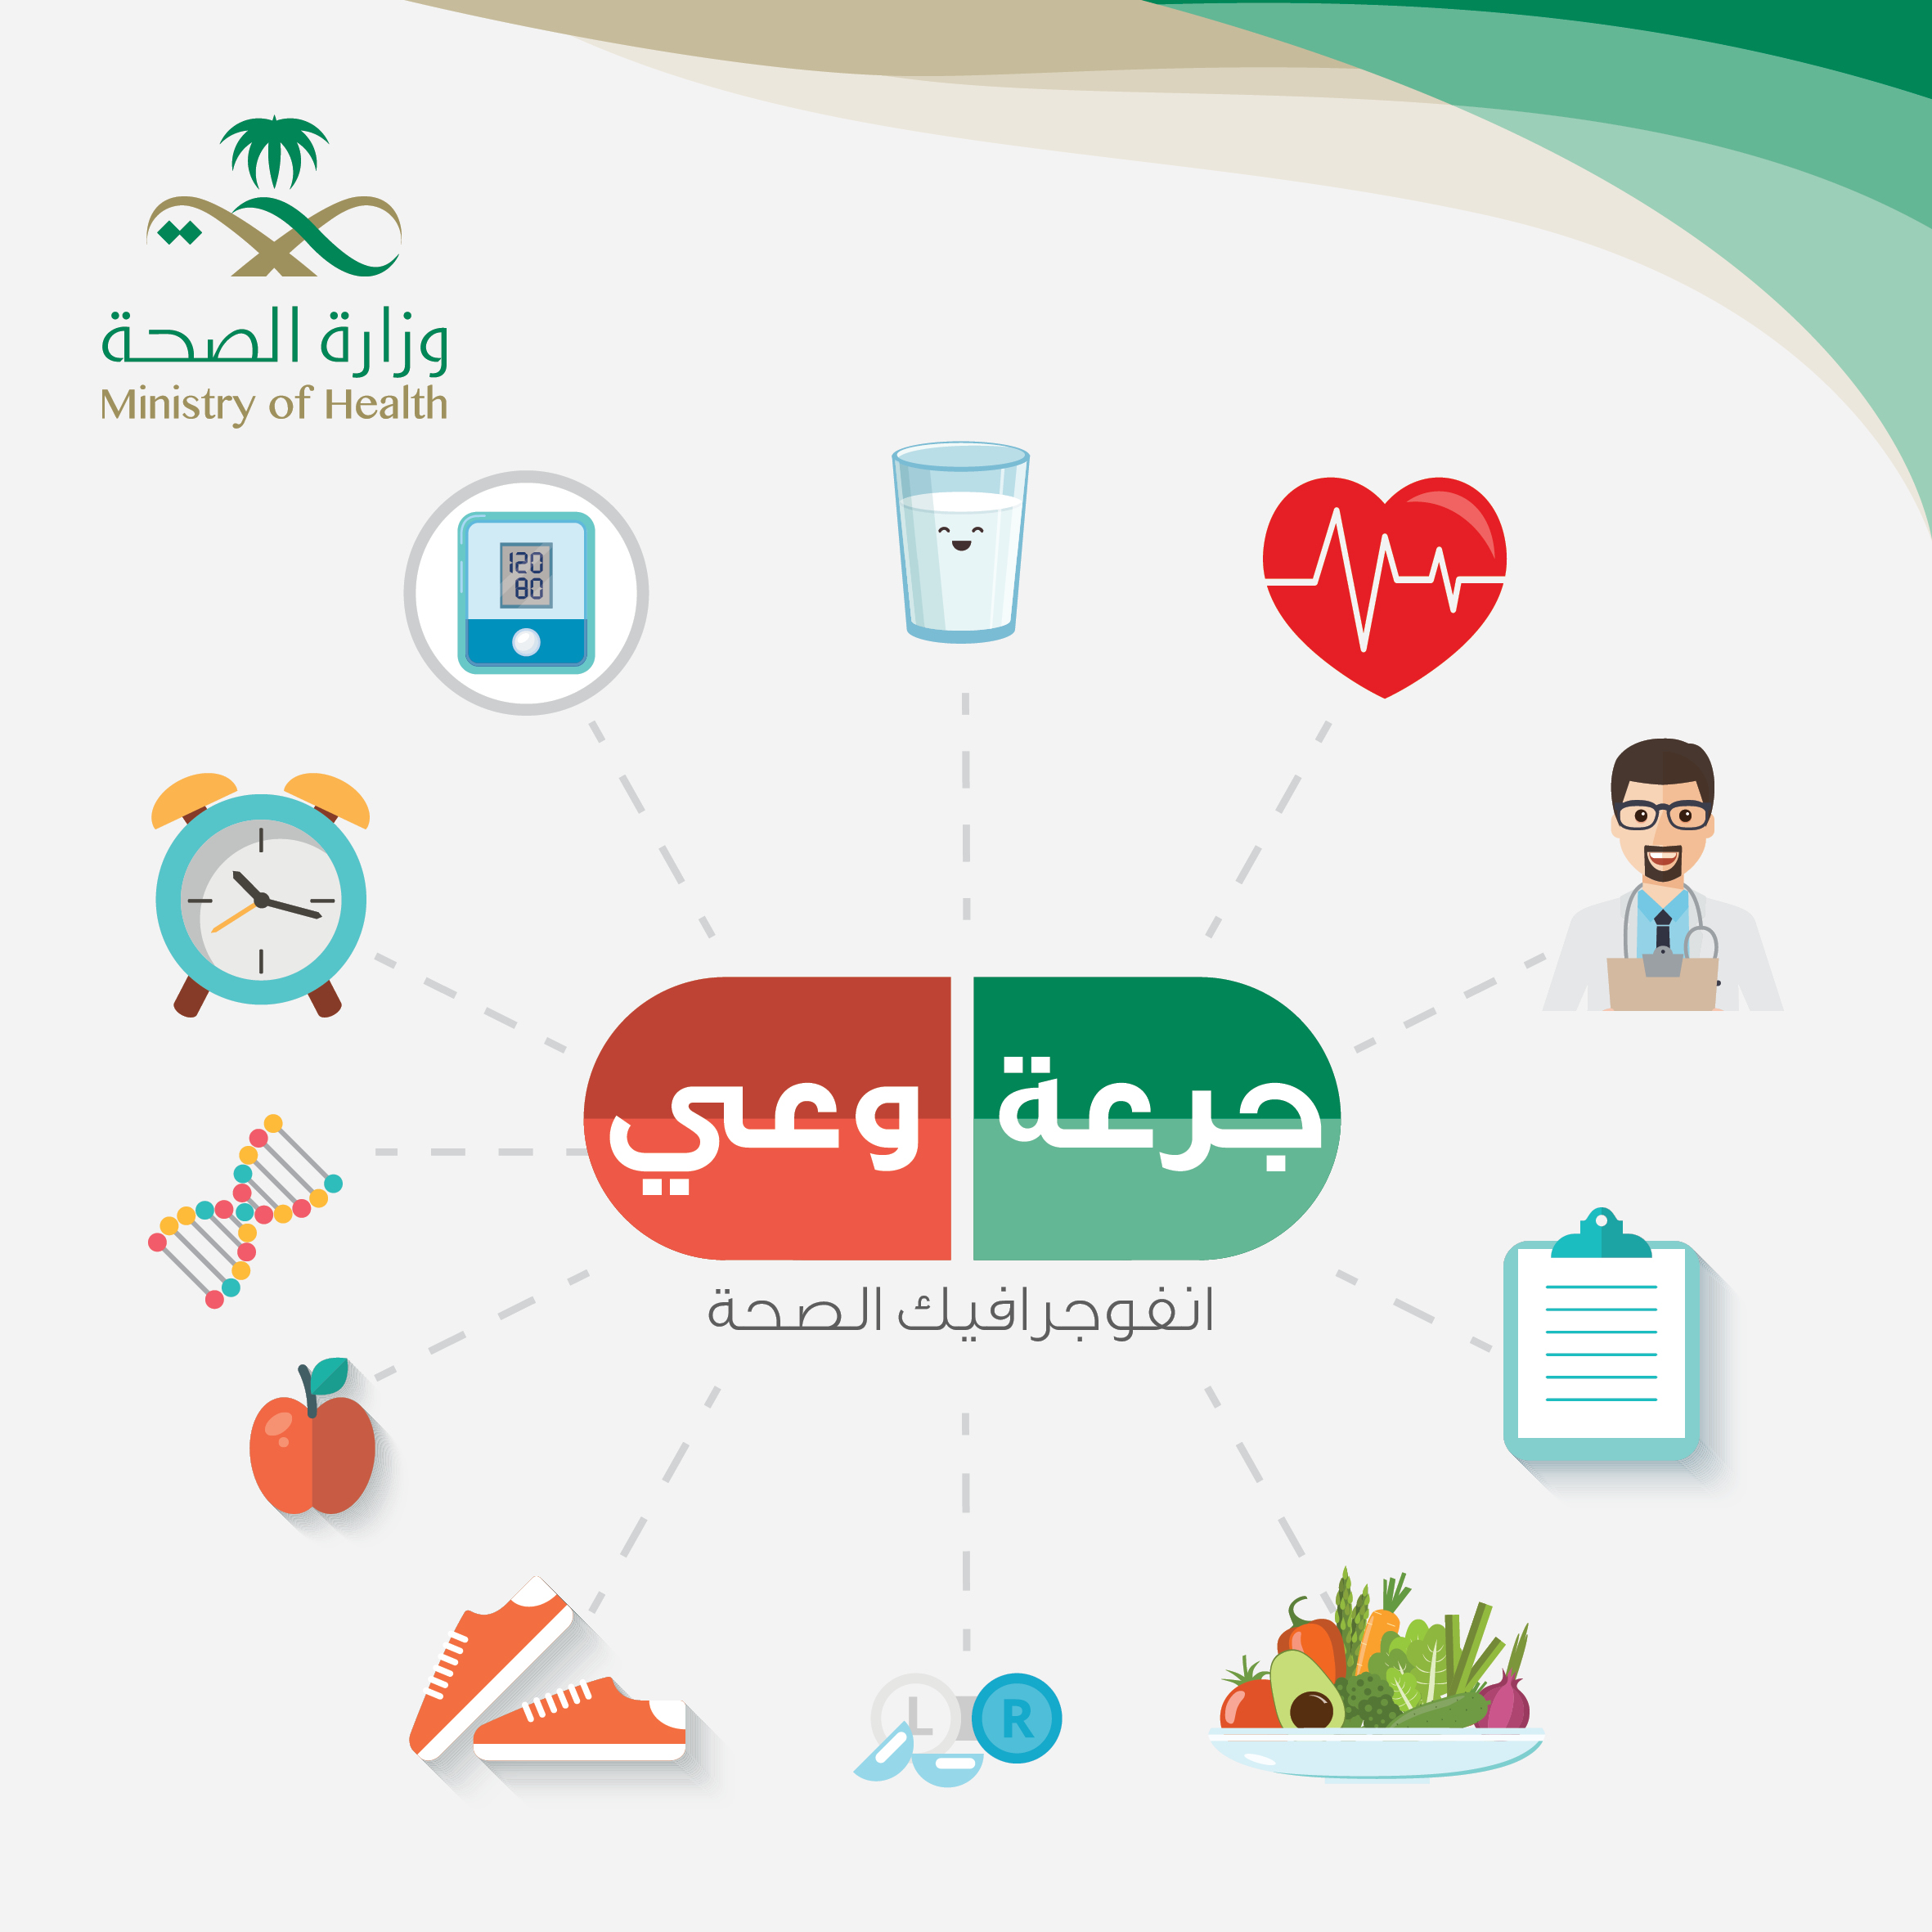 وزارة الصحة
Ministry of Health
120
80
جرعة وعي
انفوجرافيك الصحة
L
R